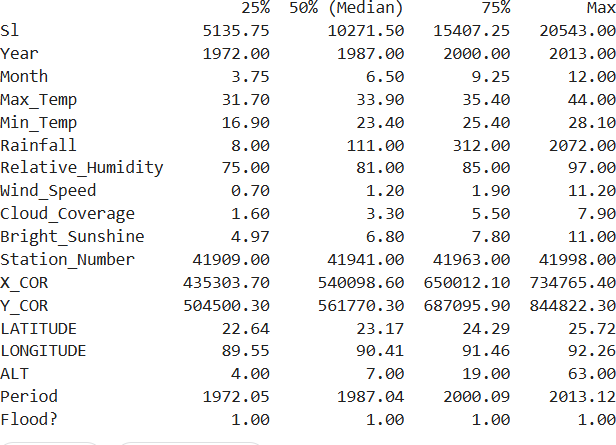 25% 50% (Median) 75% Max
Sl 5135.75 10271.50 15407.25 20543.00
Year 1972.00 1987.00 2000.00 2013.00
Month 3.75 6.50 9.25 12.00
Max_Temp 31.70 33.90 35.40 44.00
Min_Temp 16.90 23.40 25.40 28.10
Rainfall 8.00 111.00 312.00 2072.00
Relative_Humidity 75.00 81.00 85.00 97.00
Wind_Speed 0.70 1.20 1.90 11.20
Cloud_Coverage 1.60 3.30 5.50 7.90
Bright_Sunshine 4.97 6.80 7.80 11.00
Station_Number 41909.00 41941.00 41963.00 41998.00
X_COR 435303.70 540098.60 650012.10 734765.40
Y_COR 504500.30 561770.30 687095.90 844822.30
LATITUDE 22.64 23.17 24.29 25.72
LONGITUDE 89.55 90.41 91.46 92.26
ALT 4.00 7.00 19.00 63.00
Period 1972.05 1987.04 2000.09 2013.12
Flood? 1.00 1.00 1.00 1.00